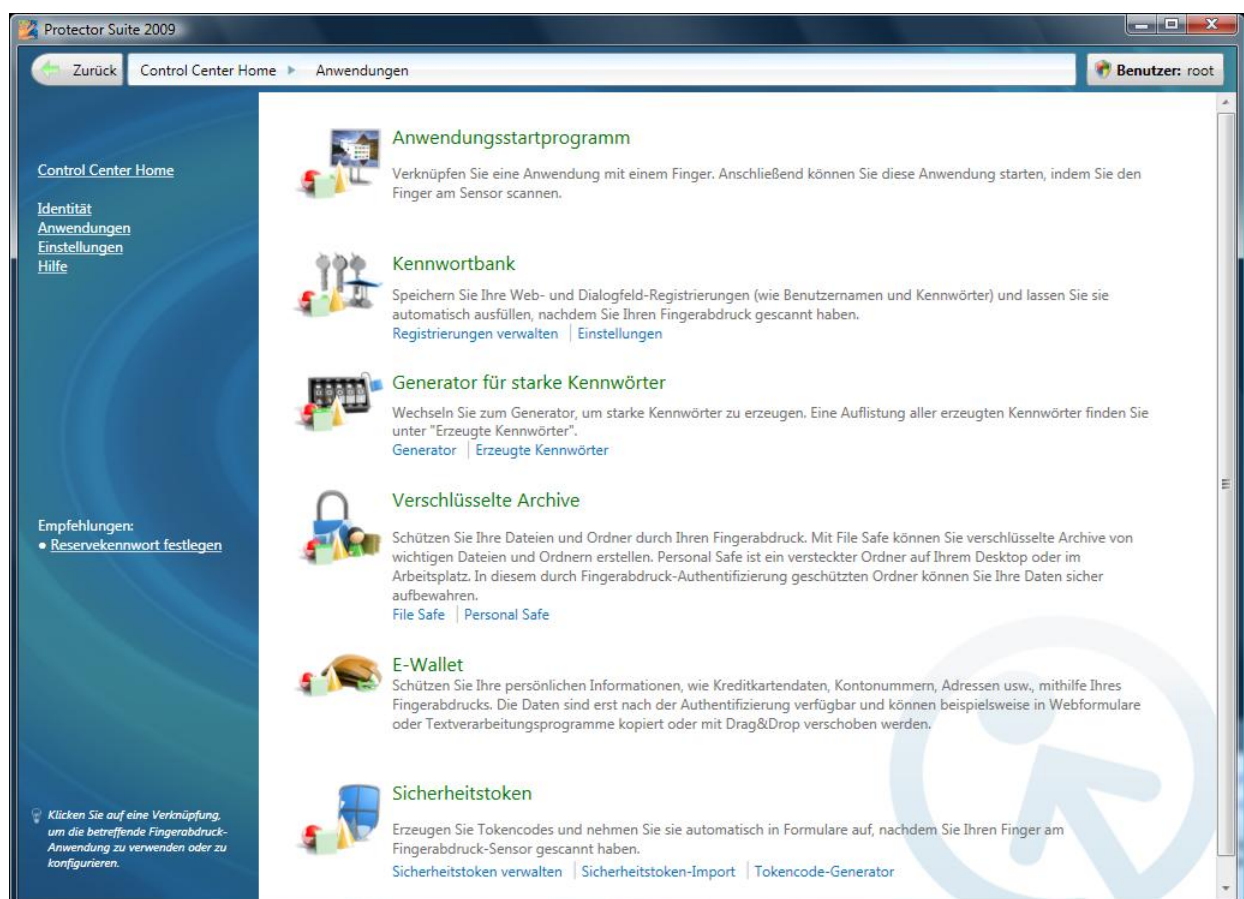 Protector Suite 2009
Zurück
Control Center Home
Anwendungen
Benutzer: root
Control Center Home
Identität
Anwendungen
Einstellungen
Hilfe
Empfehlungen:
• Reservekennwort festlegen
Klicken Sie auf eine Verknüpfung,
um die betreffende Fingerabdruck-
Anwendung zu verwenden oder zu
konfigurieren.
Anwendungsstartprogramm
Verknüpfen Sie eine Anwendung mit einem Finger. Anschließend können Sie diese Anwendung starten, indem Sie den
Finger am Sensor scannen.
Kennwortbank
Speichern Sie Ihre Web- und Dialogfeld-Registrierungen (wie Benutzernamen und Kennwörter) und lassen Sie sie
automatisch ausfüllen, nachdem Sie Ihren Fingerabdruck gescannt haben.
Registrierungen verwalten | Einstellungen
Generator für starke Kennwörter
Wechseln Sie zum Generator, um starke Kennwörter zu erzeugen. Eine Auflistung aller erzeugten Kennwörter finden Sie
unter "Erzeugte Kennwörter".
Generator | Erzeugte Kennwörter
Verschlüsselte Archive
Schützen Sie Ihre Dateien und Ordner durch Ihren Fingerabdruck. Mit File Safe können Sie verschlüsselte Archive von
wichtigen Dateien und Ordnern erstellen. Personal Safe ist ein versteckter Ordner auf Ihrem Desktop oder im
Arbeitsplatz. In diesem durch Fingerabdruck-Authentifizierung geschützten Ordner können Sie Ihre Daten sicher
aufbewahren.
File Safe | Personal Safe
E-Wallet
Schützen Sie Ihre persönlichen Informationen, wie Kreditkartendaten, Kontonummern, Adressen usw., mithilfe Ihres
Fingerabdrucks. Die Daten sind erst nach der Authentifizierung verfügbar und können beispielsweise in Webformulare
oder Textverarbeitungsprogramme kopiert oder mit Drag&Drop verschoben werden.
Sicherheitstoken
Erzeugen Sie Tokencodes und nehmen Sie sie automatisch in Formulare auf, nachdem Sie Ihren Finger am
Fingerabdruck-Sensor gescannt haben.
Sicherheitstoken verwalten | Sicherheitstoken-Import | Tokencode-Generator